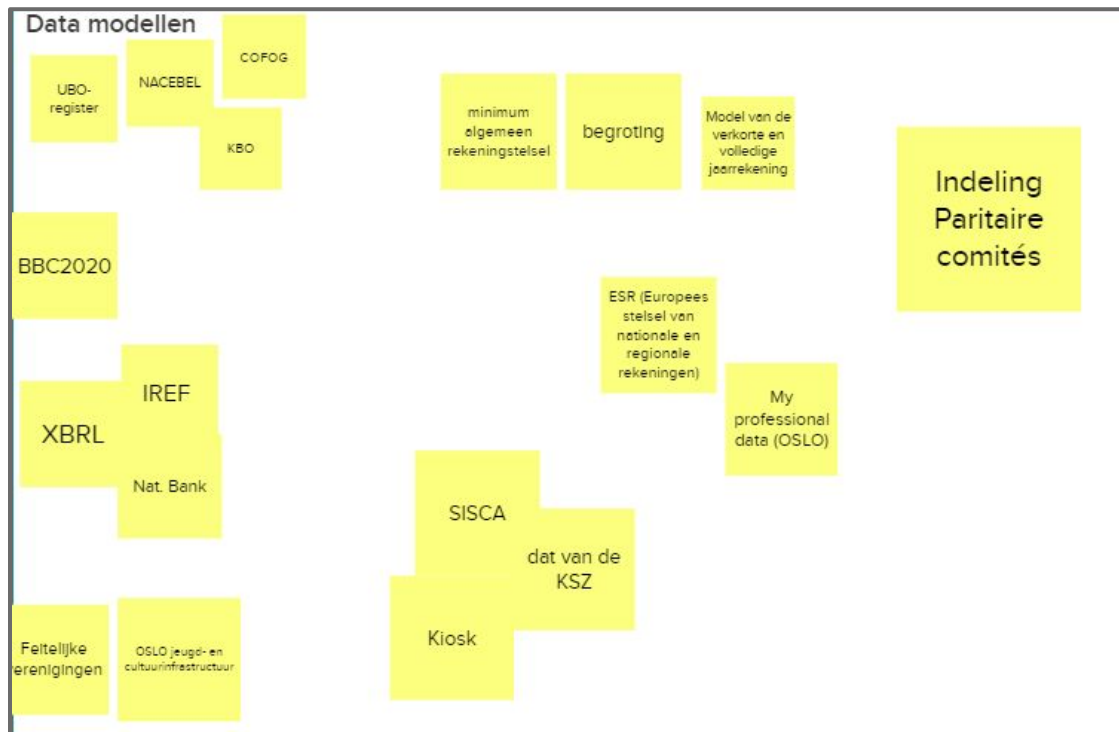 Data modellen
UBO-
register
NACEBEL
COFOG
KBO
minimum
algemeen
rekeningstelsel
begroting
Model van de
verkorte en
volledige
jaarrekening
Indeling
Paritaire
comités
BBC2020
ESR (Europees
stelsel van
nationale en
regionale
rekeningen)
My
professional
data (OSLO)
IREF
XBRL
Nat. Bank
SISCA
dat van de
KSZ
Kiosk
Feitelijke
verenigingen
OSLO jeugd- en
cultuurinfrastructuur